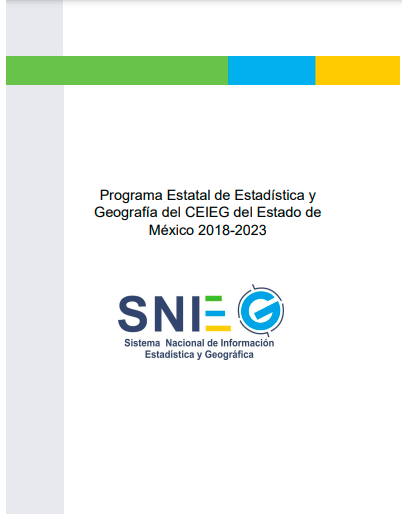 Programa Estatal de Estadística y
Geografía del CEIEG del Estado de
México 2018-2023
SNIEG
Sistema Nacional de Información
Estadística y Geográfica